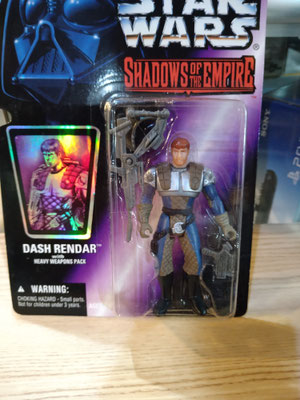 STAR
WARS
SHADOWS OF THE EMPIRE
DASH RENDAR™
with
HEAVY WEAPONS PACK
WARNING:
CHOKING HAZARD - Small parts.
Not for children under 3 years.